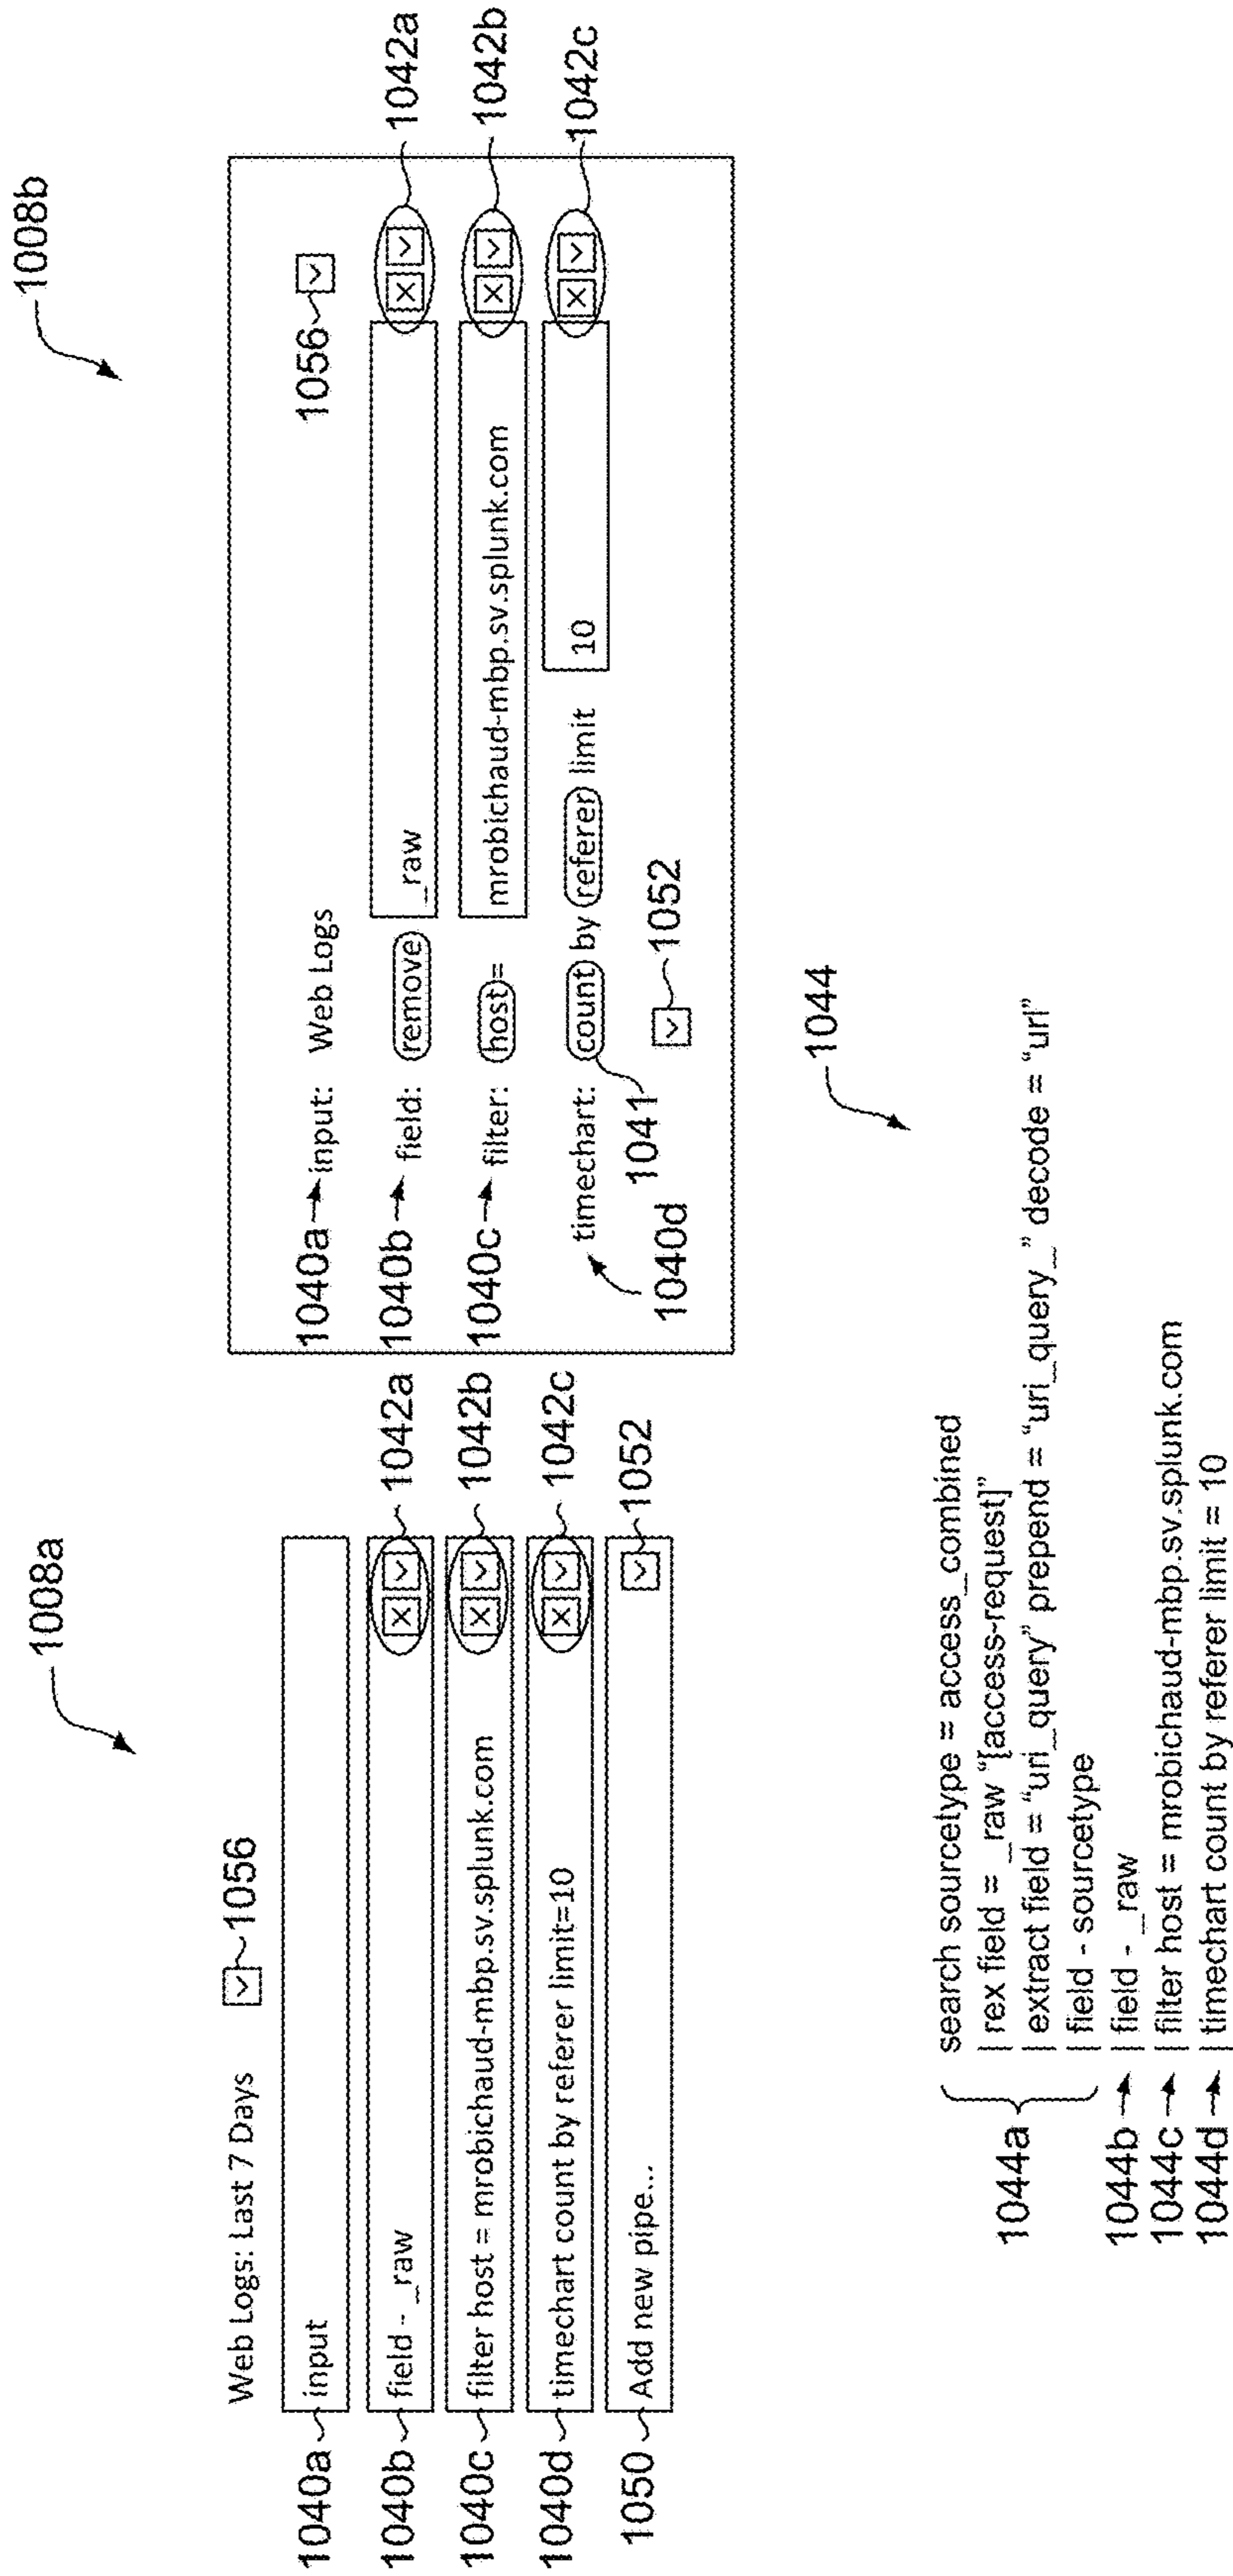 1008a
Web Logs: Last 7 Days 1056
1040a input
1040b field - _raw 1042a
1040c filter host = mrobichaud-mbp.sv.splunk.com 1042b
1040d timechart count by referer limit=10 1042c
1050 Add new pipe... 1052
1008b
1056
1040a input: Web Logs
1040b field: remove _raw 1042a
1040c filter: host= mrobichaud-mbp.sv.splunk.com 1042b
timechart: count by referer limit 10 1042c
1040d 1041 1052
1044
1044a
search sourcetype = access_combined
| rex field = _raw "[access-request]"
| extract field = "uri_query" prepend = "uri_query_" decode = "url"
| field - sourcetype
1044b | field - _raw
1044c | filter host = mrobichaud-mbp.sv.splunk.com
1044d | timechart count by referer limit = 10